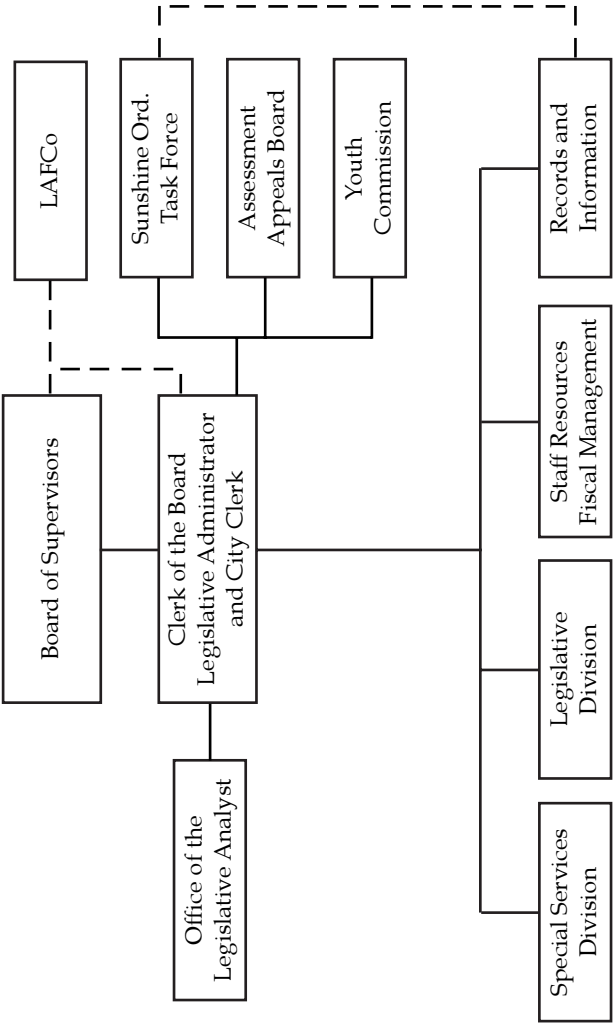 Board of Supervisors
LAFCo
Office of the
Legislative Analyst
Clerk of the Board
Legislative Administrator
and City Clerk
Sunshine Ord.
Task Force
Assessment
Appeals Board
Youth
Commission
Special Services
Division
Legislative
Division
Staff Resources
Fiscal Management
Records and
Information